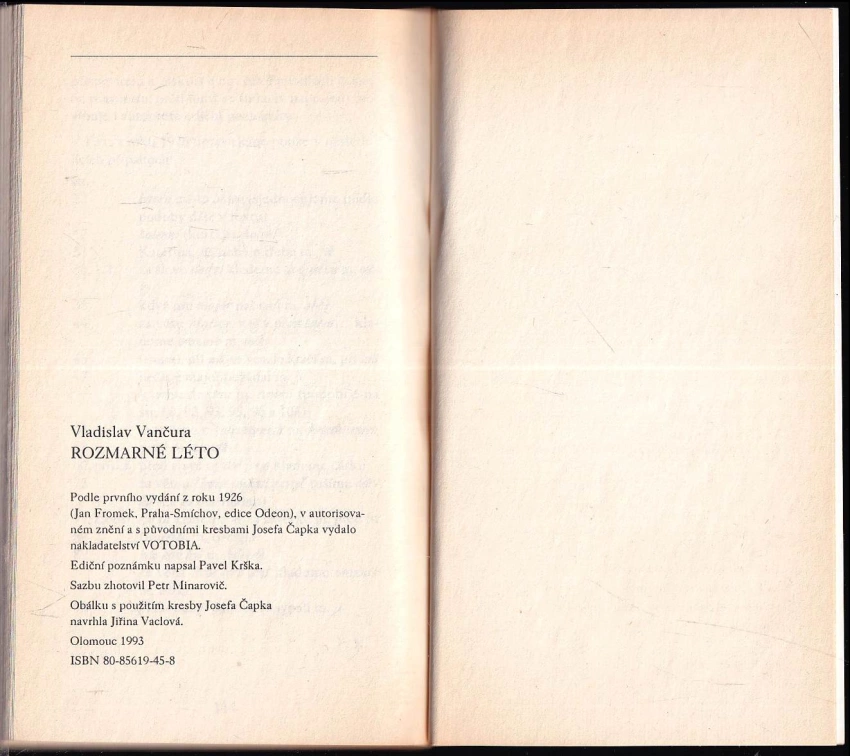 Vladislav Vančura
ROZMARNÉ LÉTO
Podle prvního vydání z roku 1926
(Jan Fromek, Praha-Smíchov, edice Odeon), v autorisova-
ném znění a s původními kresbami Josefa Čapka vydalo
nakladatelství VOTOBIA.
Ediční poznámku napsal Pavel Krška.
Sazbu zhotovil Petr Minarovič.
Obálku s použitím kresby Josefa Čapka
navrhla Jiřina Vaclová.
Olomouc 1993
ISBN 80-85619-45-8